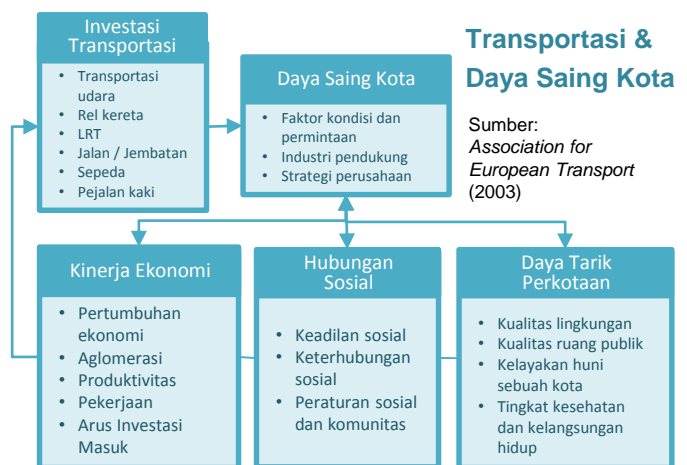 Investasi
Transportasi
• Transportasi
udara
• Rel kereta
• LRT
• Jalan / Jembatan
• Sepeda
• Pejalan kaki
Daya Saing Kota
• Faktor kondisi dan
permintaan
• Industri pendukung
• Strategi perusahaan
Transportasi &
Daya Saing Kota
Sumber:
Association for
European Transport
(2003)
Kinerja Ekonomi
• Pertumbuhan
ekonomi
• Aglomerasi
• Produktivitas
• Pekerjaan
• Arus Investasi
Masuk
Hubungan
Sosial
• Keadilan sosial
• Keterhubungan
sosial
• Peraturan sosial
dan komunitas
Daya Tarik
Perkotaan
• Kualitas lingkungan
• Kualitas ruang publik
• Kelayakan huni
sebuah kota
• Tingkat kesehatan
dan kelangsungan
hidup